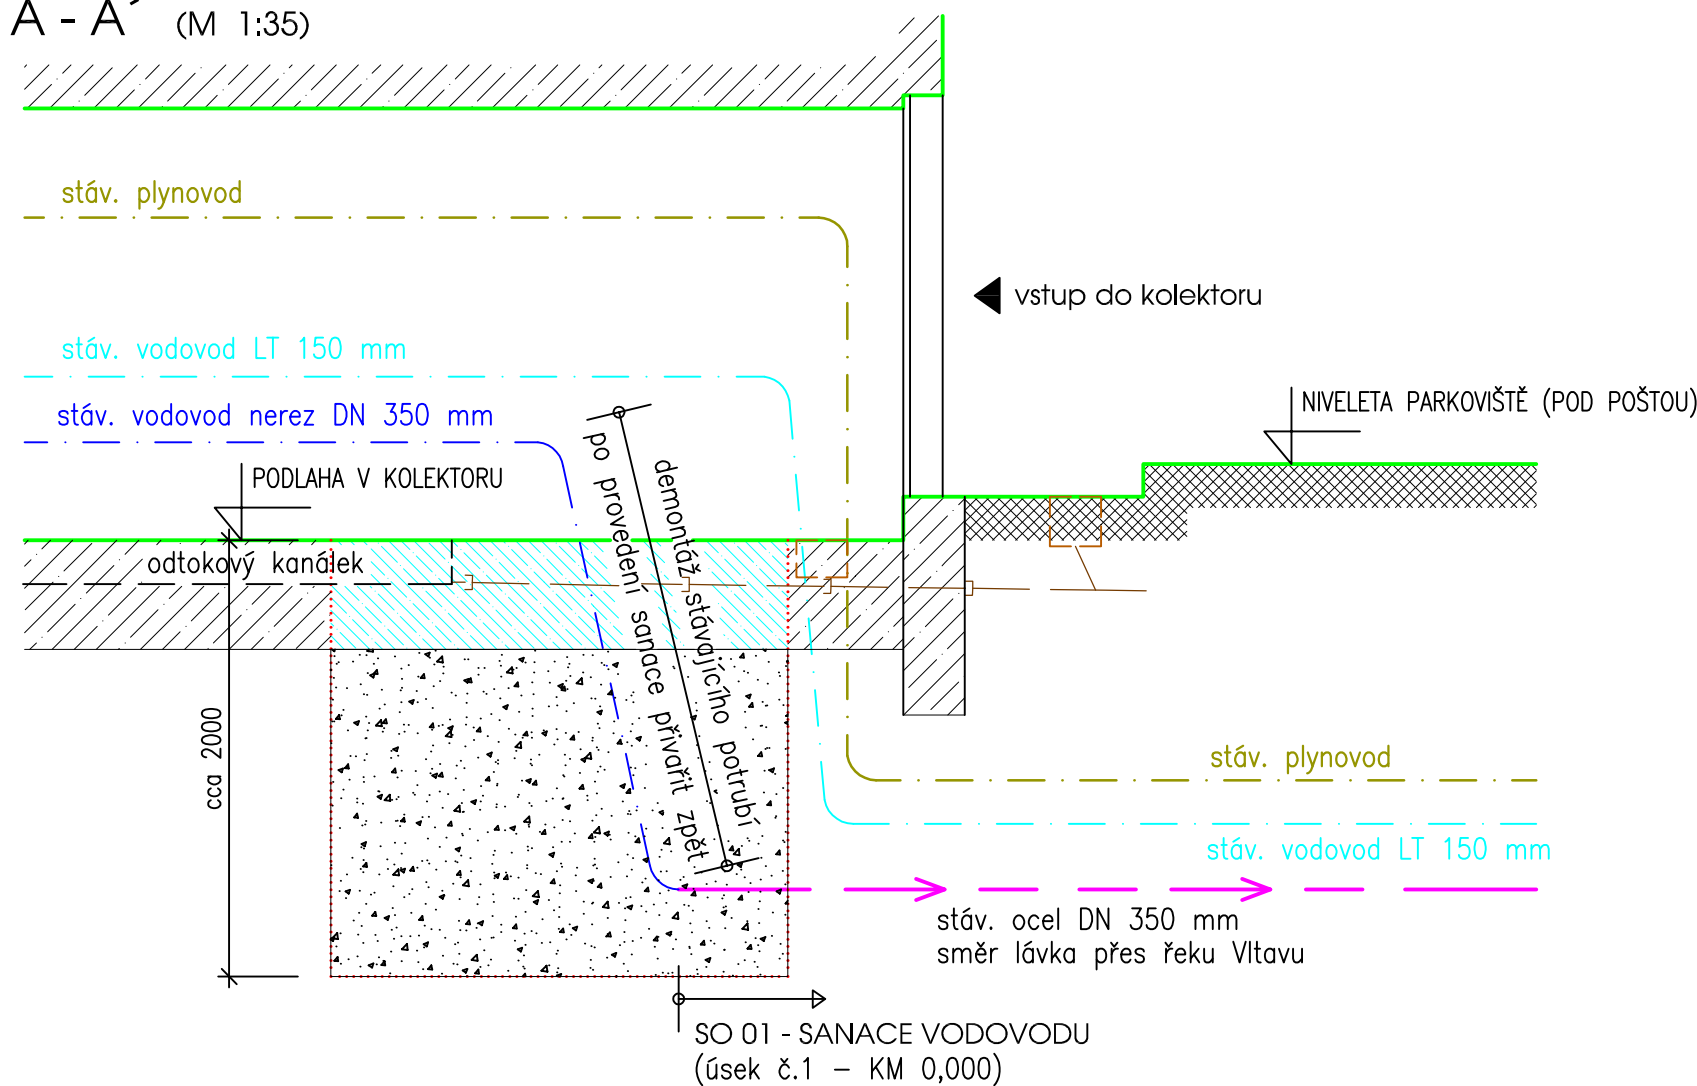 A - A´ (M 1:35)
stáv. plynovod
vstup do kolektoru
stáv. vodovod LT 150 mm
stáv. vodovod nerez DN 350 mm
NIVELETA PARKOVIŠTĚ (POD POŠTOU)
PODLAHA V KOLEKTORU
odtokový kanálek
demontáž stávajícího potrubí
po provedení sanace přivařit zpět
cca 2000
stáv. plynovod
stáv. vodovod LT 150 mm
stáv. ocel DN 350 mm
směr lávka přes řeku Vltavu
SO 01 - SANACE VODOVODU
(úsek č.1 – KM 0,000)